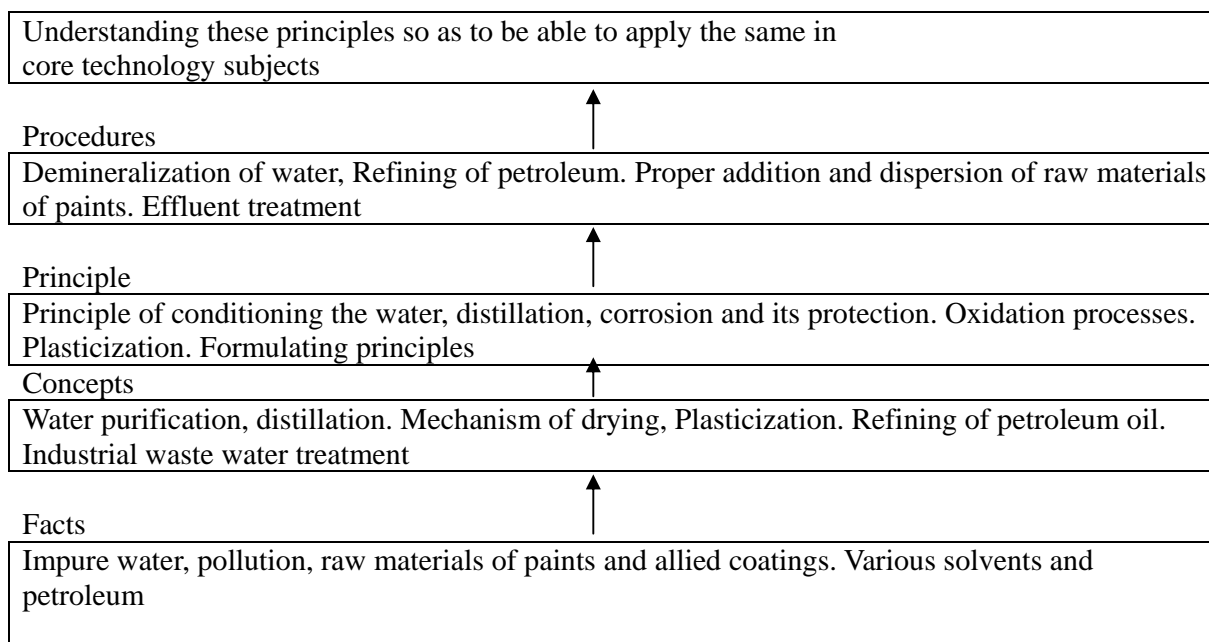 Understanding these principles so as to be able to apply the same in
core technology subjects
Procedures
Demineralization of water, Refining of petroleum. Proper addition and dispersion of raw materials
of paints. Effluent treatment
Principle
Principle of conditioning the water, distillation, corrosion and its protection. Oxidation processes.
Plasticization. Formulating principles
Concepts
Water purification, distillation. Mechanism of drying, Plasticization. Refining of petroleum oil.
Industrial waste water treatment
Facts
Impure water, pollution, raw materials of paints and allied coatings. Various solvents and
petroleum